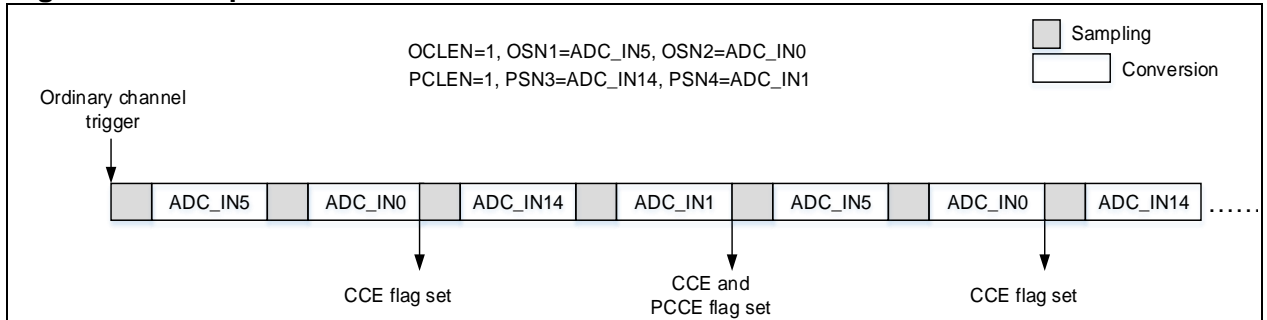 OCLEN=1, OSN1=ADC_IN5, OSN2=ADC_IN0
PCLEN=1, PSN3=ADC_IN14, PSN4=ADC_IN1
Sampling
Conversion
Ordinary channel
trigger
ADC_IN5 ADC_IN0 ADC_IN14 ADC_IN1 ADC_IN5 ADC_IN0 ADC_IN14 ......
CCE flag set
CCE and
PCCE flag set
CCE flag set